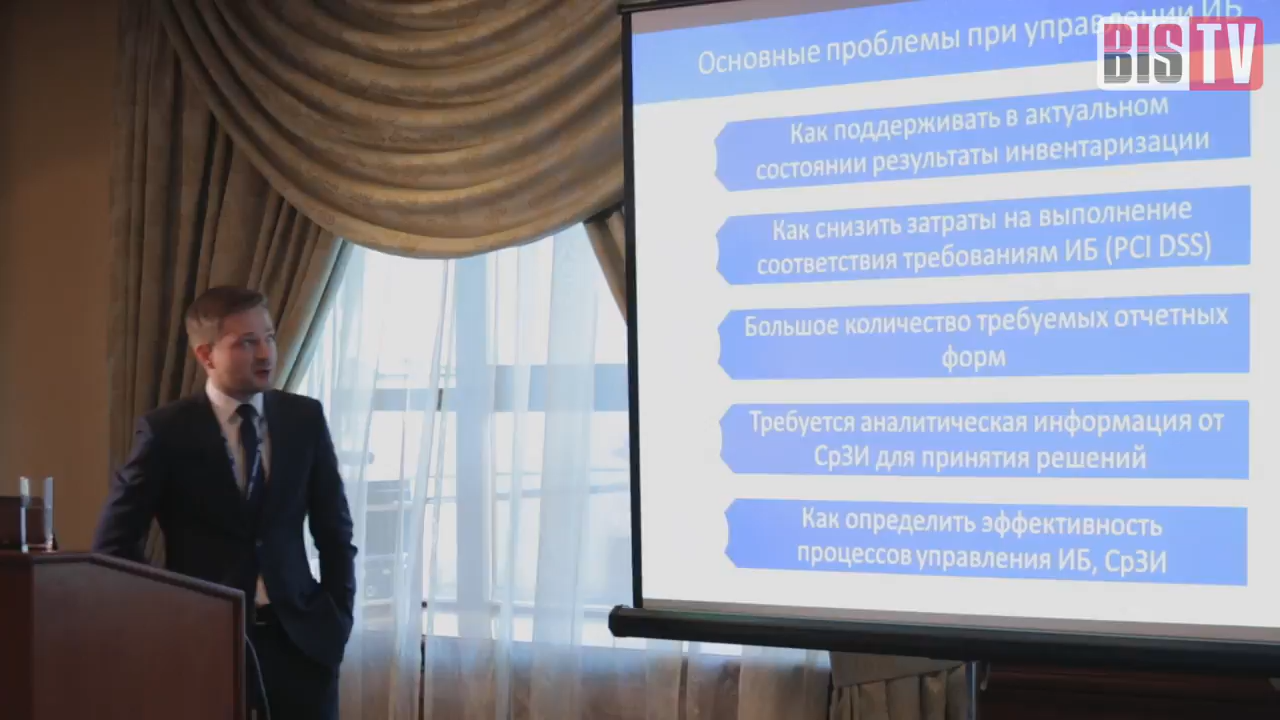 Основные проблемы при управлении ИБ
BIS TV
Как поддерживать в актуальном
состоянии результаты инвентаризации
Как снизить затраты на выполнение
соответствия требованиям ИБ (PCI DSS)
Большое количество требуемых отчетных
форм
Требуется аналитическая информация от
СрЗИ для принятия решений
Как определить эффективность
процессов управления ИБ, СрЗИ